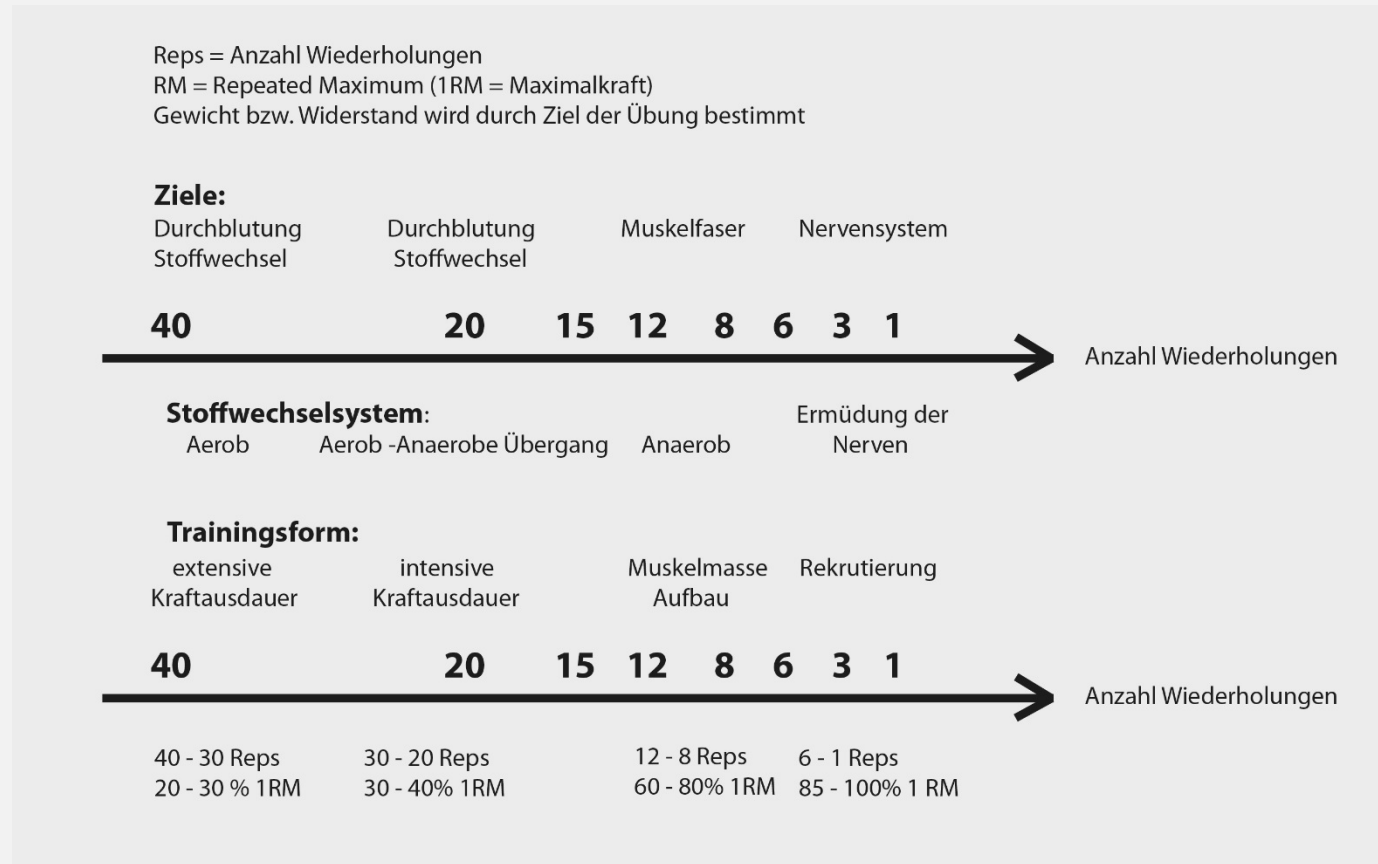 Reps = Anzahl Wiederholungen
RM = Repeated Maximum (1RM = Maximalkraft)
Gewicht bzw. Widerstand wird durch Ziel der Übung bestimmt
Ziele:
Durchblutung Durchblutung Muskelfaser Nervensystem
Stoffwechsel Stoffwechsel
40 20 15 12 8 6 3 1
Anzahl Wiederholungen
Stoffwechselsystem: Ermüdung der
Aerob Aerob -Anaerobe Übergang Anaerob Nerven
Trainingsform:
extensive intensive Muskelmasse Rekrutierung
Kraftausdauer Kraftausdauer Aufbau
40 20 15 12 8 6 3 1
Anzahl Wiederholungen
40 - 30 Reps 30 - 20 Reps 12 - 8 Reps 6 - 1 Reps
20 - 30 % 1RM 30 - 40% 1RM 60 - 80% 1RM 85 - 100% 1 RM